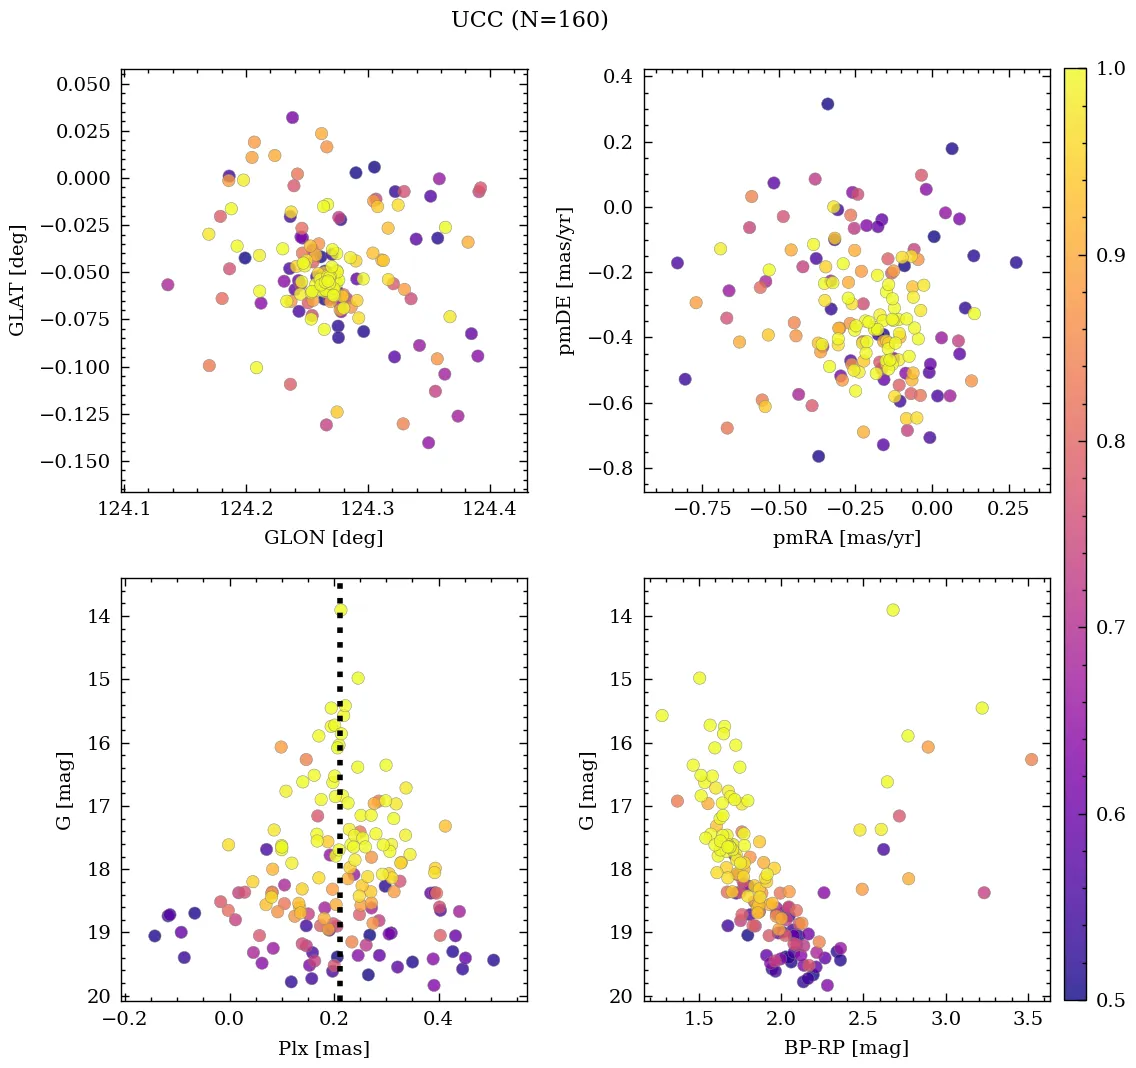 UCC (N=160)
0.050
0.025
0.000
−0.025
−0.050
−0.075
−0.100
−0.125
−0.150
GLAT [deg]
124.1 124.2 124.3 124.4
GLON [deg]
0.4
0.2
0.0
−0.2
−0.4
−0.6
−0.8
pmDE [mas/yr]
−0.75 −0.50 −0.25 0.00 0.25
pmRA [mas/yr]
14
15
16
17
18
19
20
G [mag]
−0.2 0.0 0.2 0.4
Plx [mas]
14
15
16
17
18
19
20
G [mag]
1.5 2.0 2.5 3.0 3.5
BP-RP [mag]
1.0
0.9
0.8
0.7
0.6
0.5